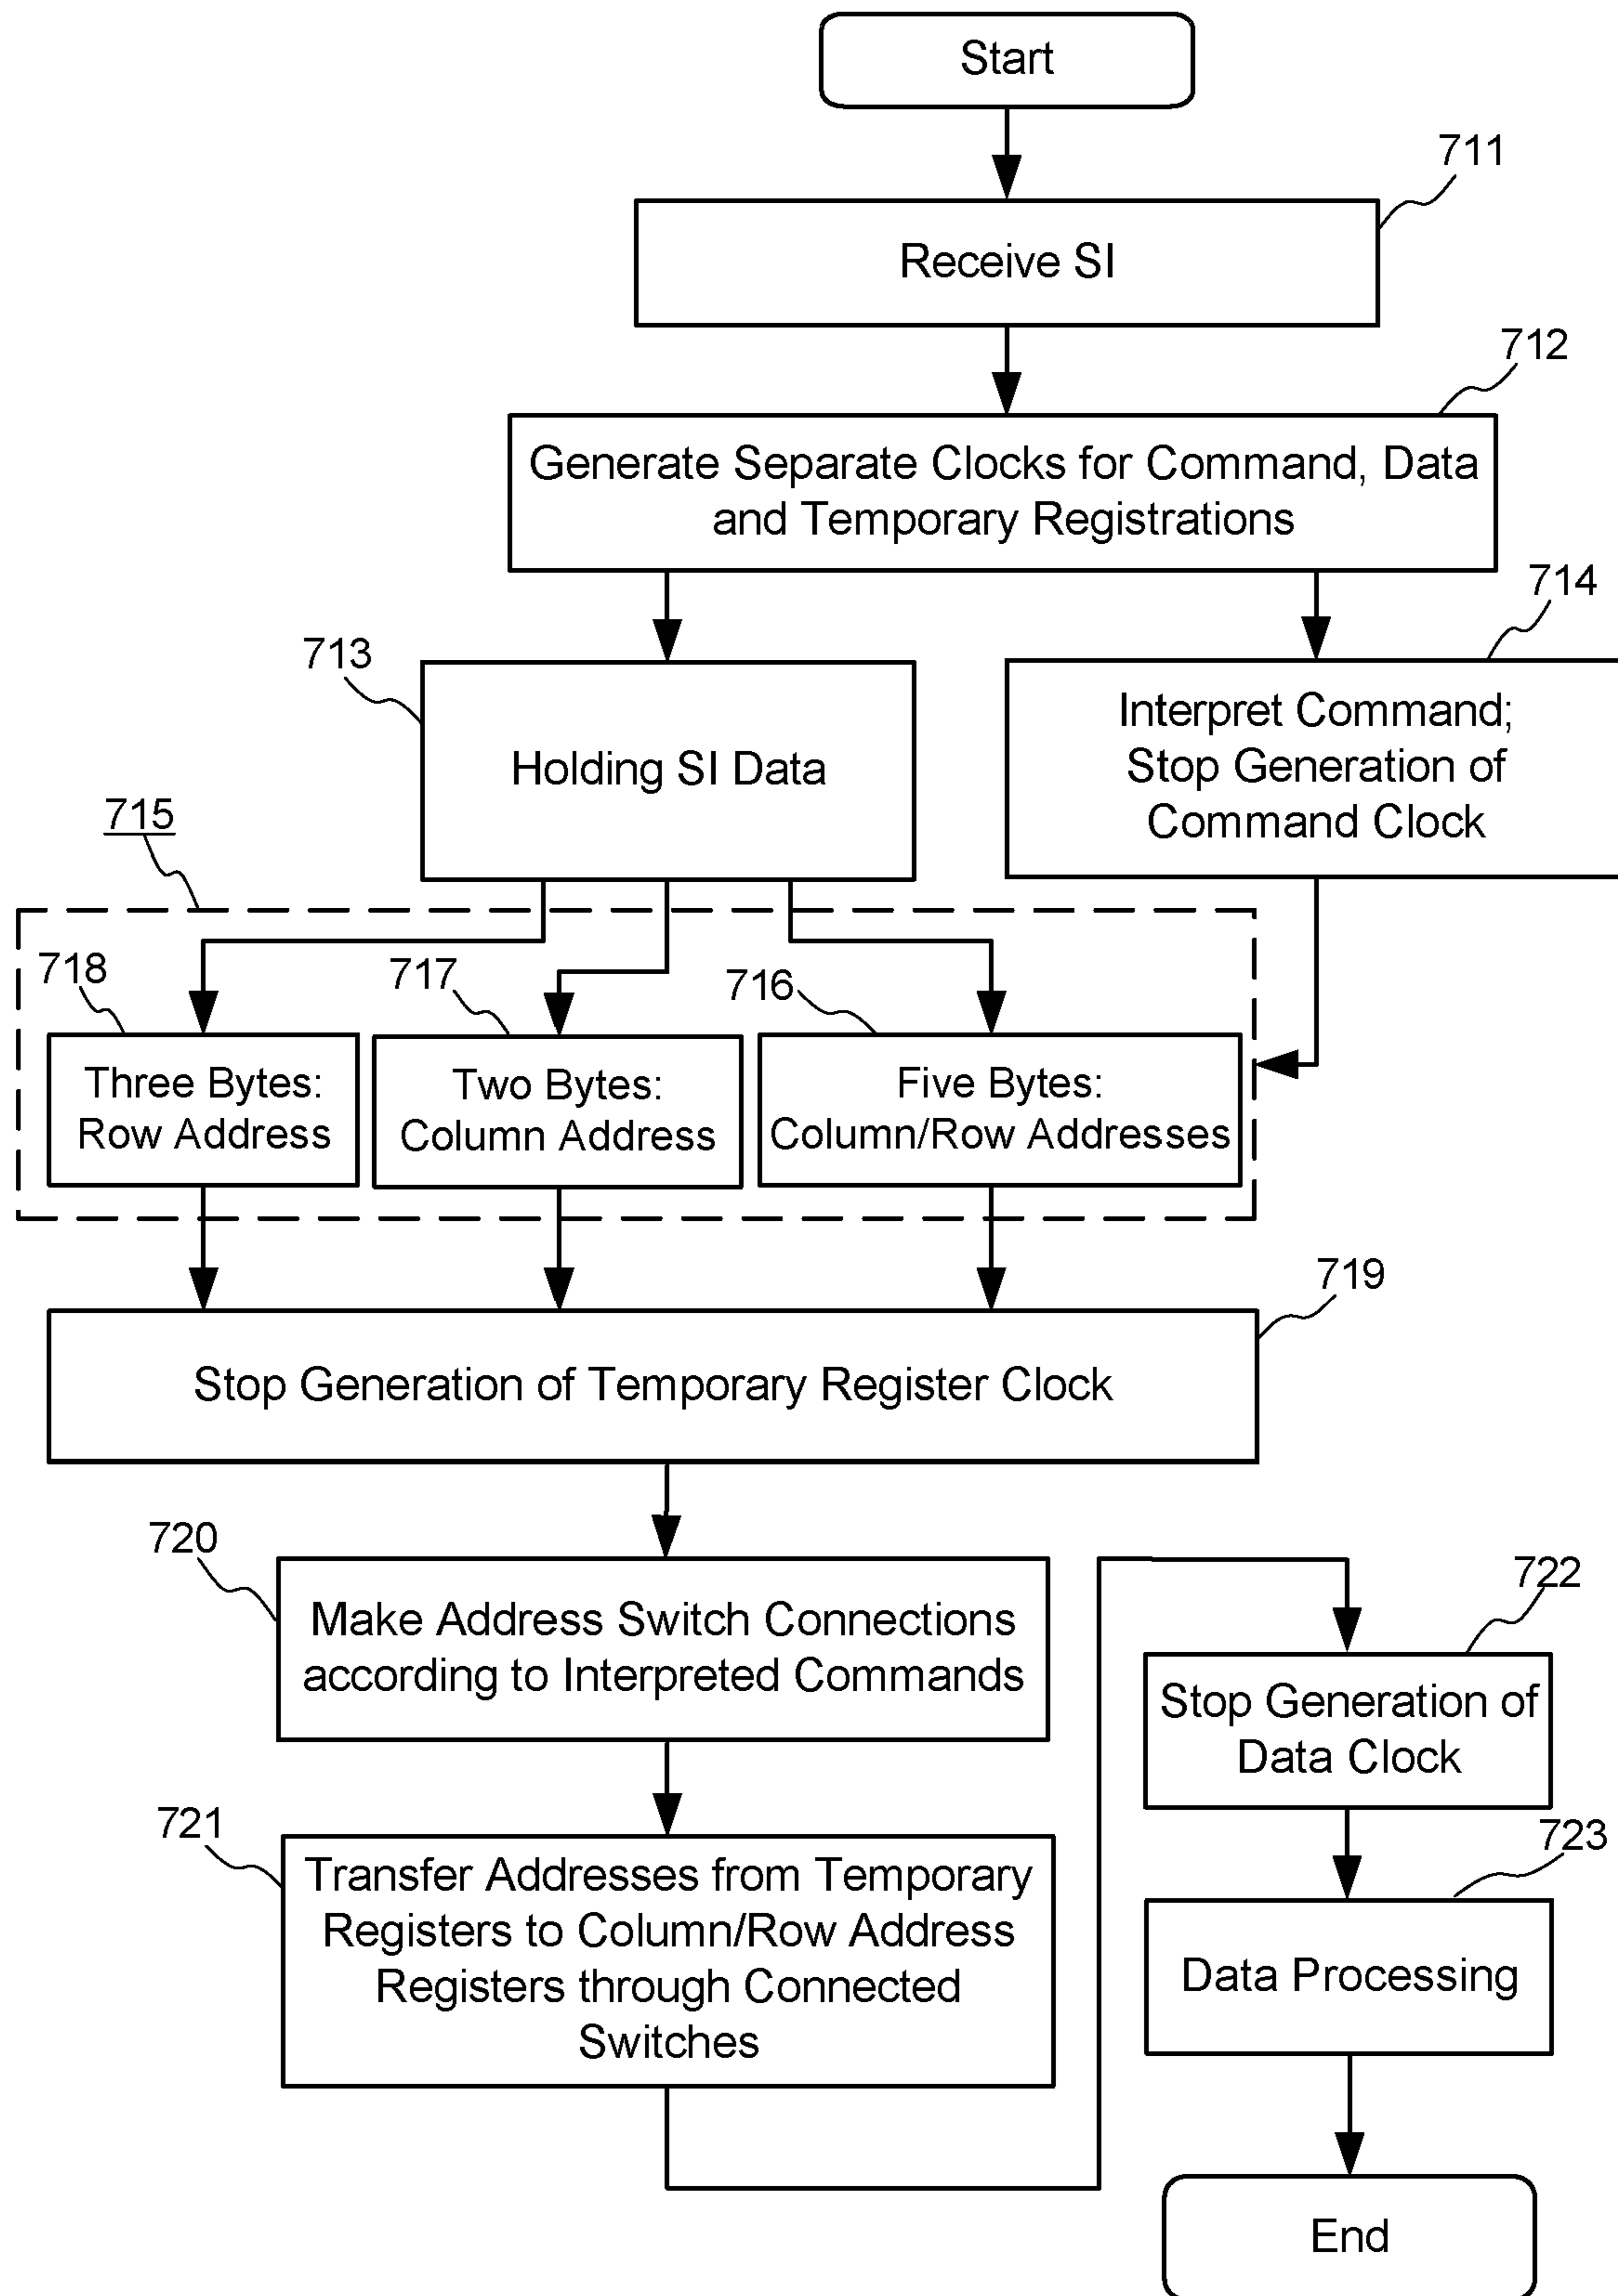 Start
711
Receive SI
712
Generate Separate Clocks for Command, Data
and Temporary Registrations
713
Holding SI Data
714
Interpret Command;
Stop Generation of
Command Clock
715
718
Three Bytes:
Row Address
717
Two Bytes:
Column Address
716
Five Bytes:
Column/Row Addresses
719
Stop Generation of Temporary Register Clock
720
Make Address Switch Connections
according to Interpreted Commands
721
Transfer Addresses from Temporary
Registers to Column/Row Address
Registers through Connected
Switches
722
Stop Generation of
Data Clock
723
Data Processing
End